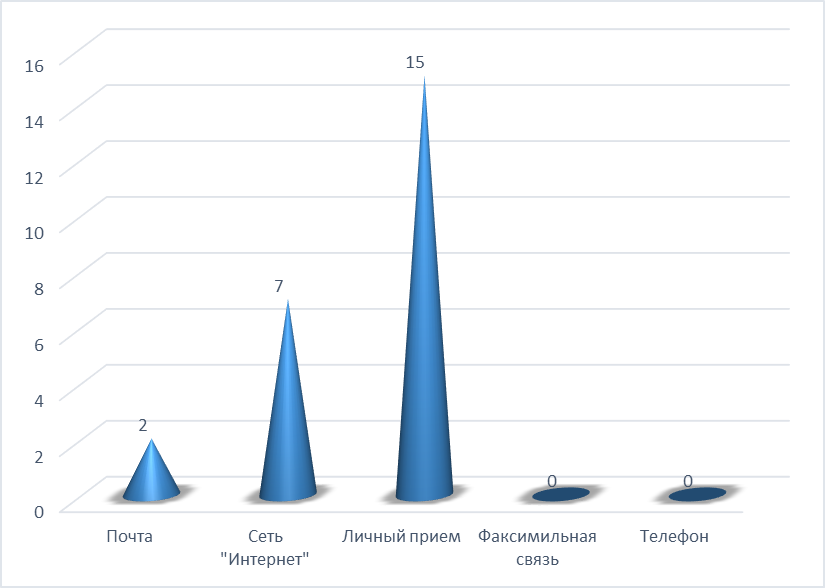 16
14
12
10
8
6
4
2
0
2
7
15
0
0
Почта
Сеть
"Интернет"
Личный прием
Факсимильная
связь
Телефон